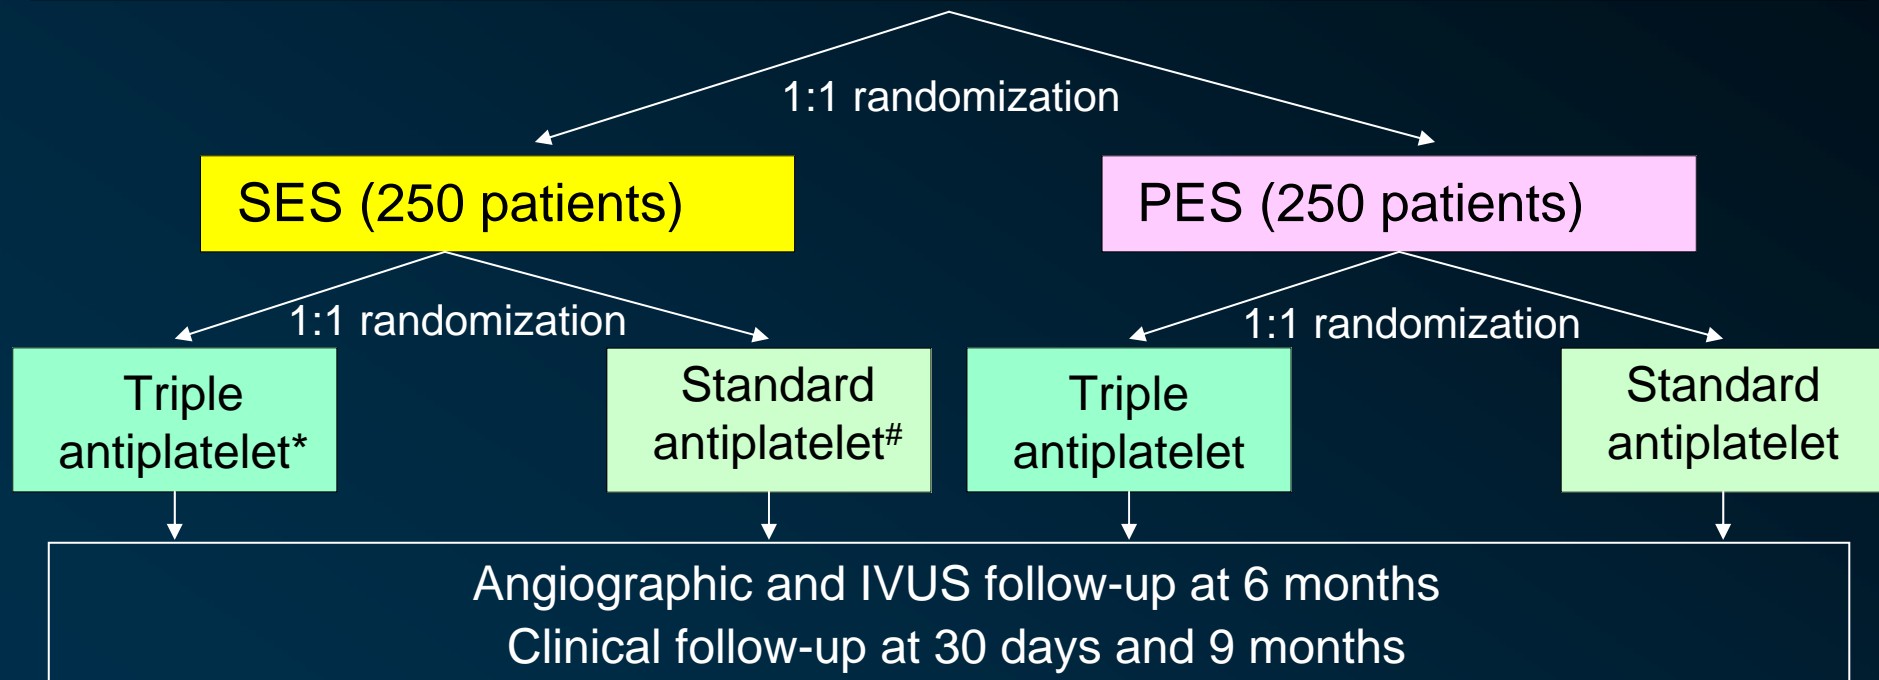 1:1 randomization
SES (250 patients)
PES (250 patients)
1:1 randomization
1:1 randomization
Triple
antiplatelet*
Standard
antiplatelet#
Triple
antiplatelet
Standard
antiplatelet
Angiographic and IVUS follow-up at 6 months
Clinical follow-up at 30 days and 9 months